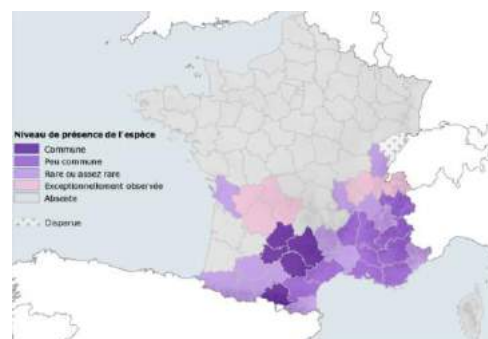 Niveau de présence de l'espèce
Commune
Peu commune
Rare ou assez rare
Exceptionnellement observée
Absente
Disparue